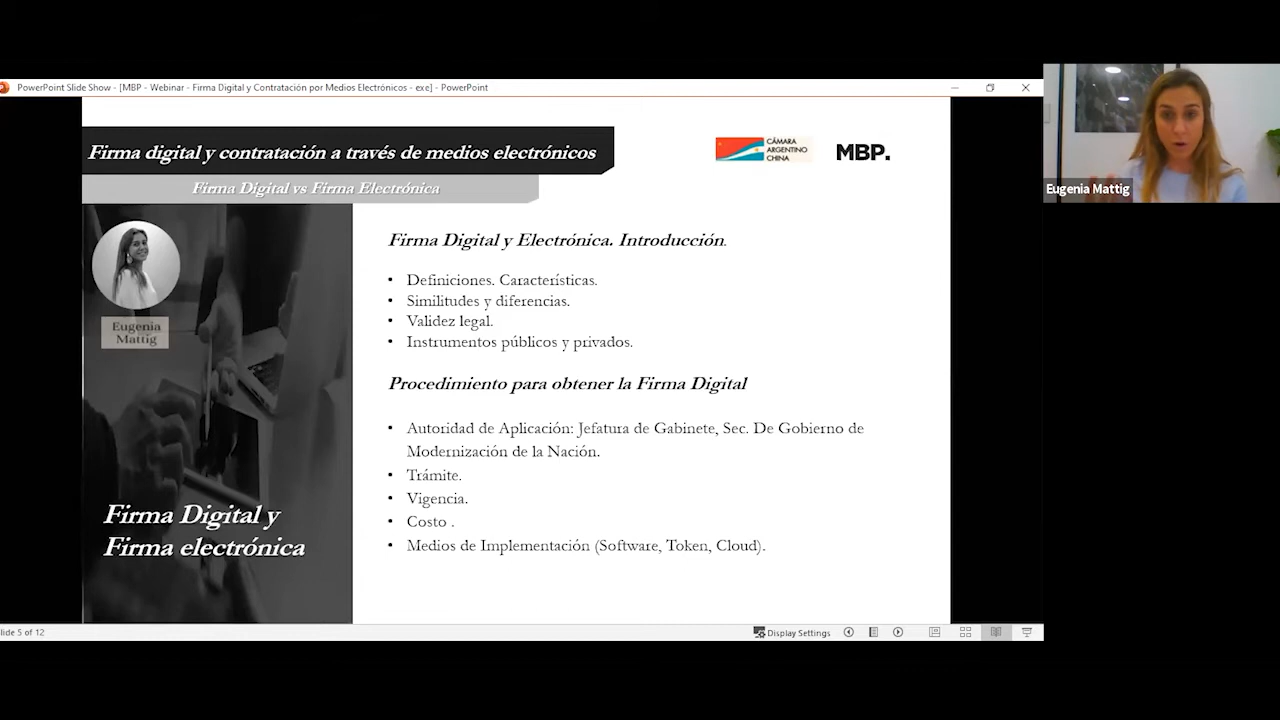 PowerPoint Slide Show - [MBP - Webinar - Firma Digital y Contratación por Medios Electrónicos - exe] - PowerPoint
Firma digital y contratación a través de medios electrónicos
Firma Digital vs Firma Electrónica
CÁMARA
ARGENTINO
CHINA
MBP.
Eugenia Mattig
Eugenia
Mattig
Firma Digital y
Firma electrónica
Firma Digital y Electrónica. Introducción.
• Definiciones. Características.
• Similitudes y diferencias.
• Validez legal.
• Instrumentos públicos y privados.
Procedimiento para obtener la Firma Digital
• Autoridad de Aplicación: Jefatura de Gabinete, Sec. De Gobierno de
Modernización de la Nación.
• Trámite.
• Vigencia.
• Costo .
• Medios de Implementación (Software, Token, Cloud).
lide 5 of 12
Display Settings